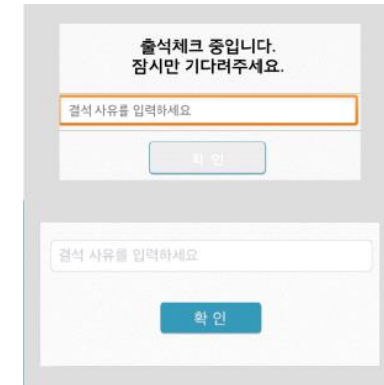 출석체크 중입니다.
잠시만 기다려주세요.
결석 사유를 입력하세요
확 인
결석 사유를 입력하세요
확 인